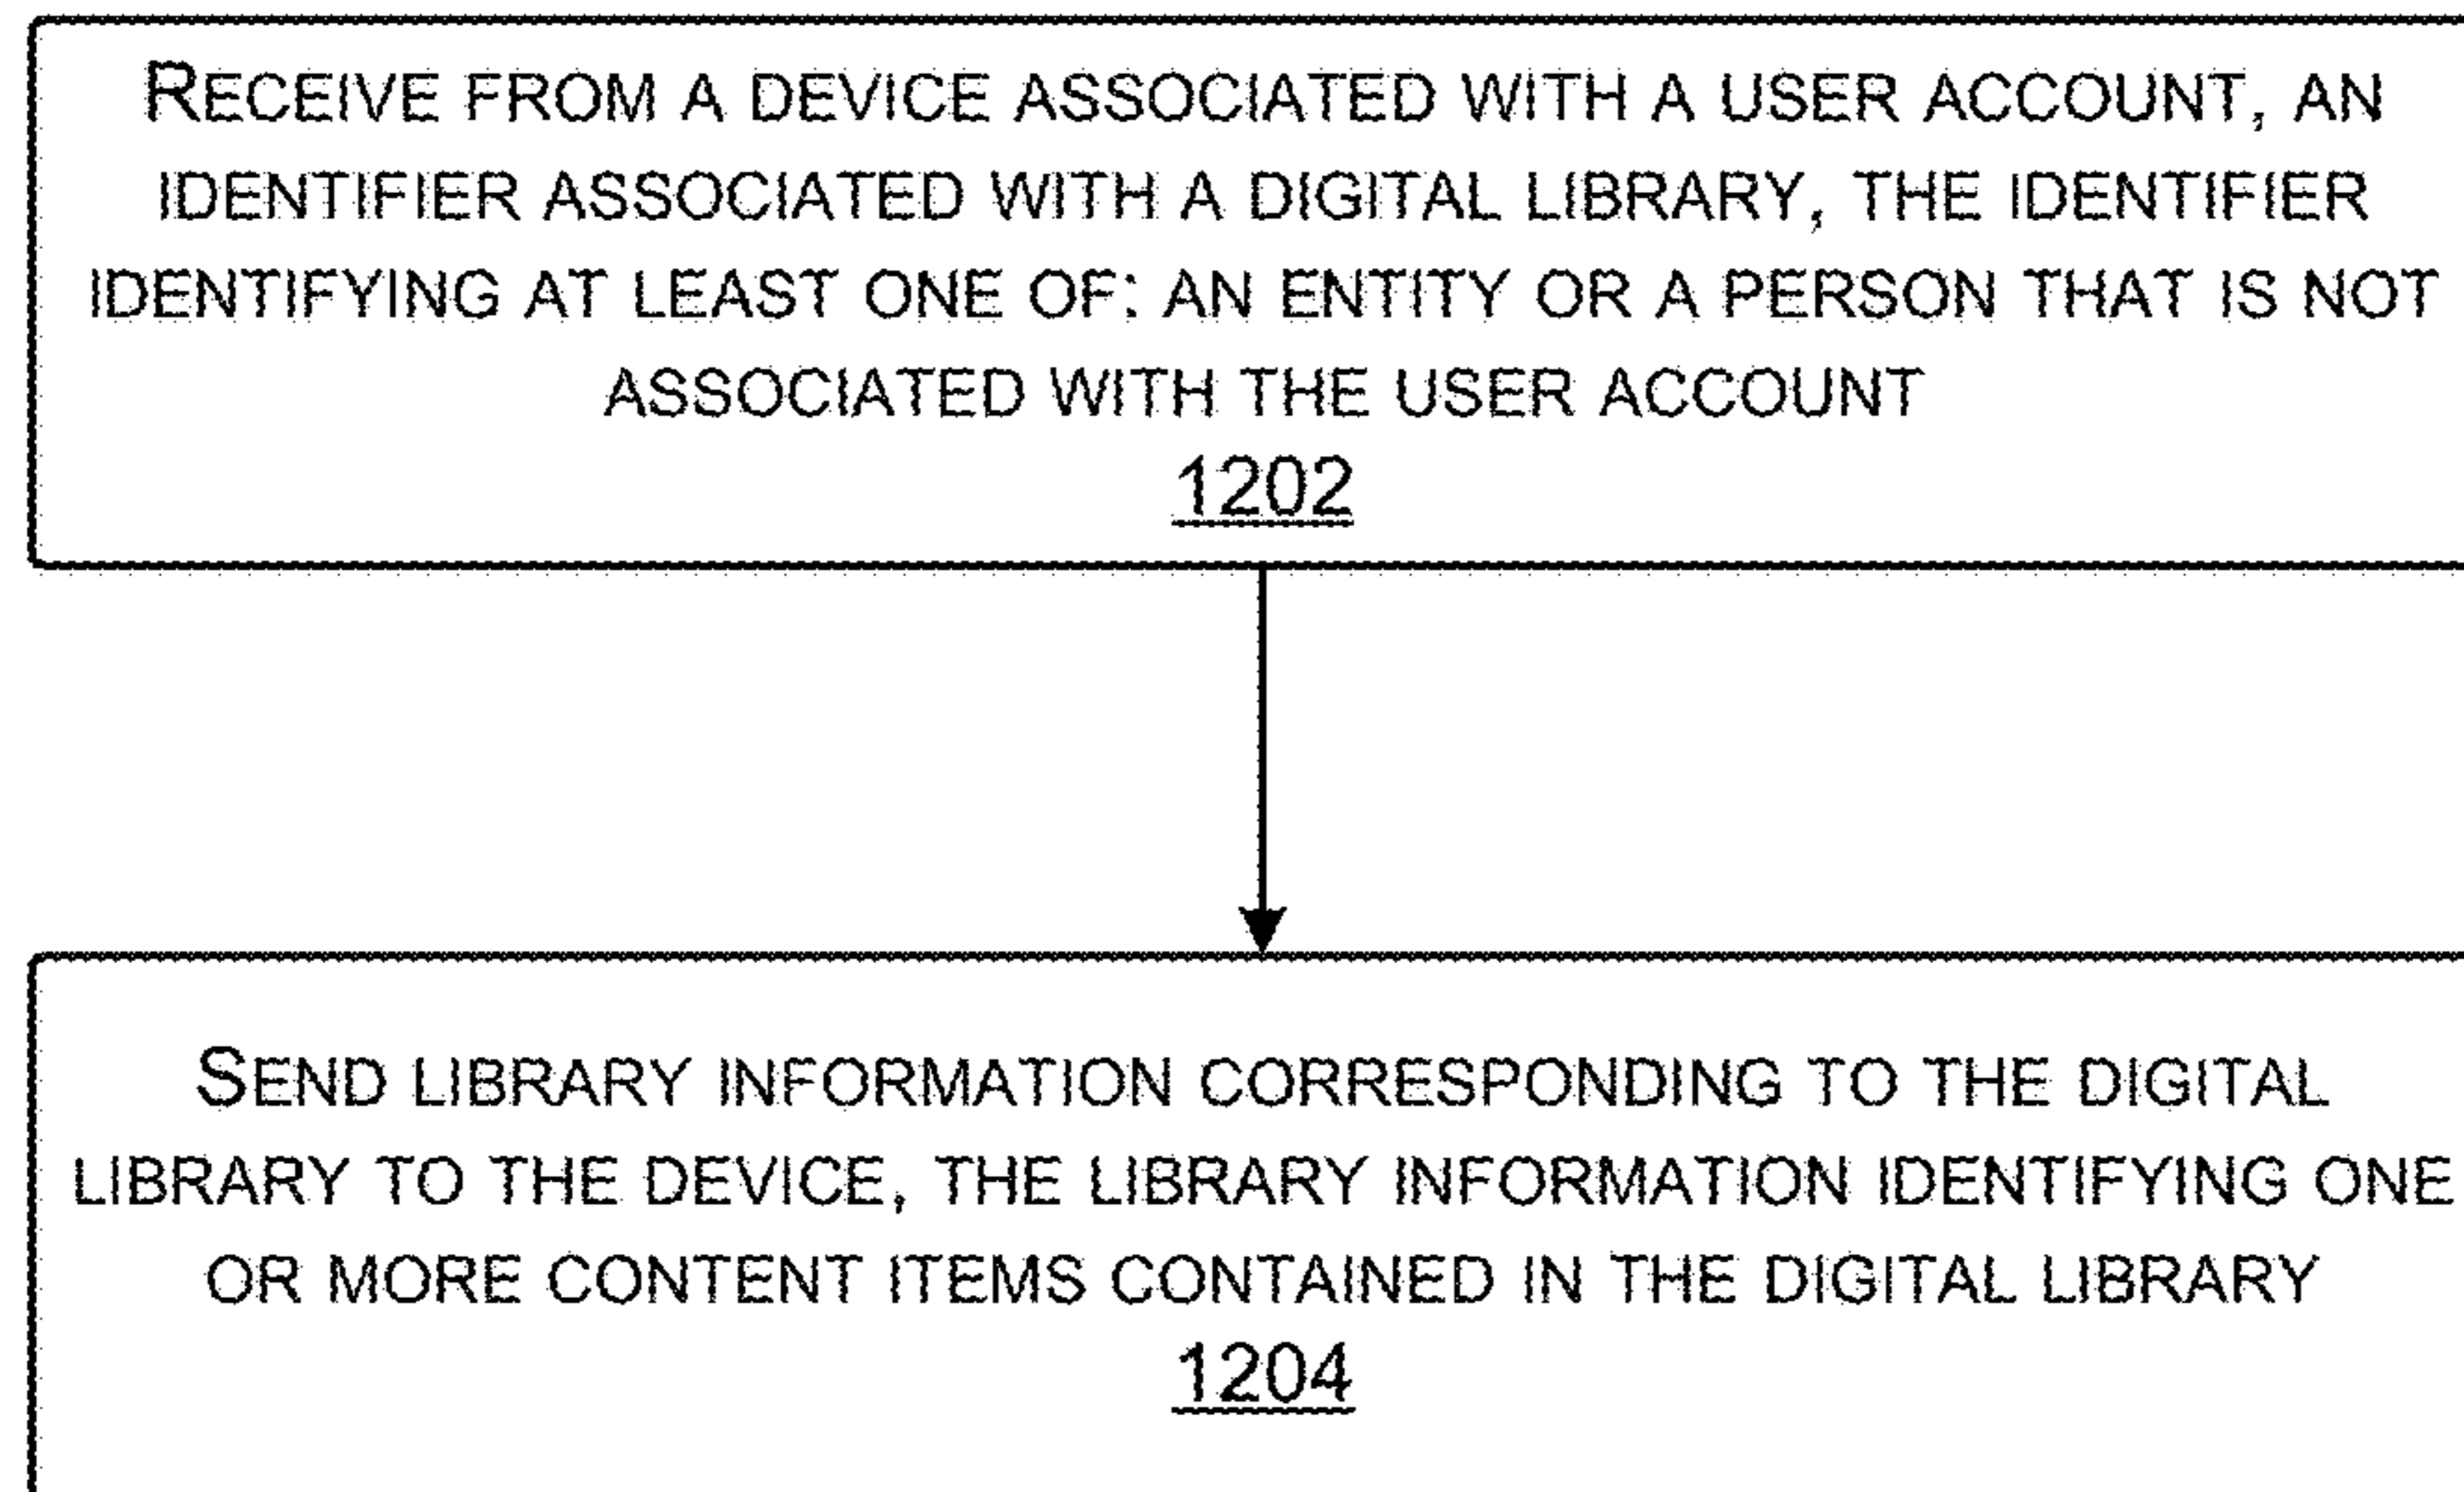 RECEIVE FROM A DEVICE ASSOCIATED WITH A USER ACCOUNT, AN
IDENTIFIER ASSOCIATED WITH A DIGITAL LIBRARY, THE IDENTIFIER
IDENTIFYING AT LEAST ONE OF: AN ENTITY OR A PERSON THAT IS NOT
ASSOCIATED WITH THE USER ACCOUNT
1202
SEND LIBRARY INFORMATION CORRESPONDING TO THE DIGITAL
LIBRARY TO THE DEVICE, THE LIBRARY INFORMATION IDENTIFYING ONE
OR MORE CONTENT ITEMS CONTAINED IN THE DIGITAL LIBRARY
1204